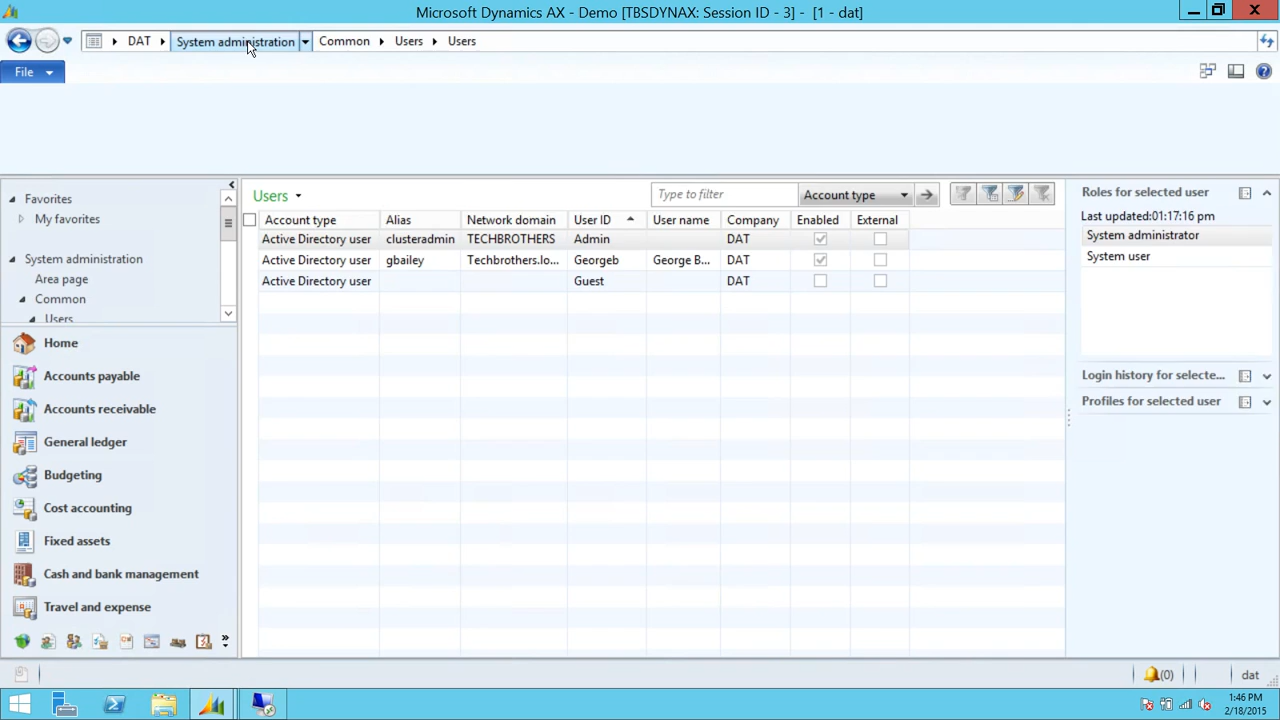 Microsoft Dynamics AX - Demo [TBSDYNAX: Session ID - 3] - [1 - dat]
DAT
System administration
Common
Users
Users
File
Favorites
My favorites
System administration
Area page
Common
Users
Home
Accounts payable
Accounts receivable
General ledger
Budgeting
Cost accounting
Fixed assets
Cash and bank management
Travel and expense
Users
Type to filter
Account type
Account type Alias Network domain User ID User name Company Enabled External
Active Directory user clusteradmin TECHBROTHERS Admin DAT
Active Directory user gbailey Techbrothers.lo... Georgeb George B... DAT
Active Directory user Guest DAT
Roles for selected user
Last updated:01:17:16 pm
System administrator
System user
Login history for selecte...
Profiles for selected user
(0)
dat
1:46 PM
2/18/2015